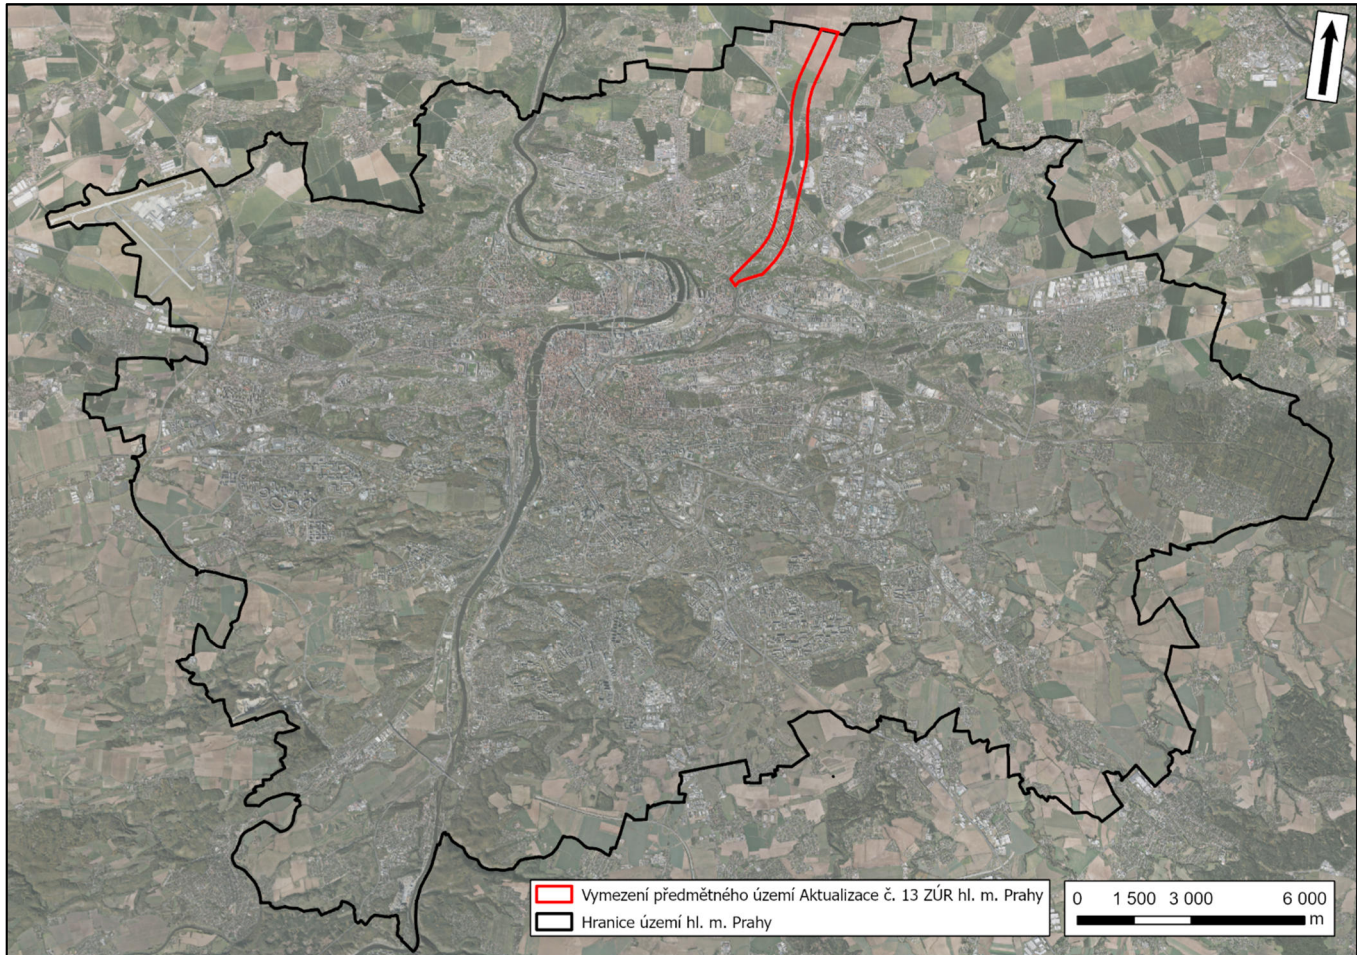 Vymezení předmětného území Aktualizace č. 13 ZÚR hl. m. Prahy
Hranice území hl. m. Prahy
0 1 500 3 000 6 000
m